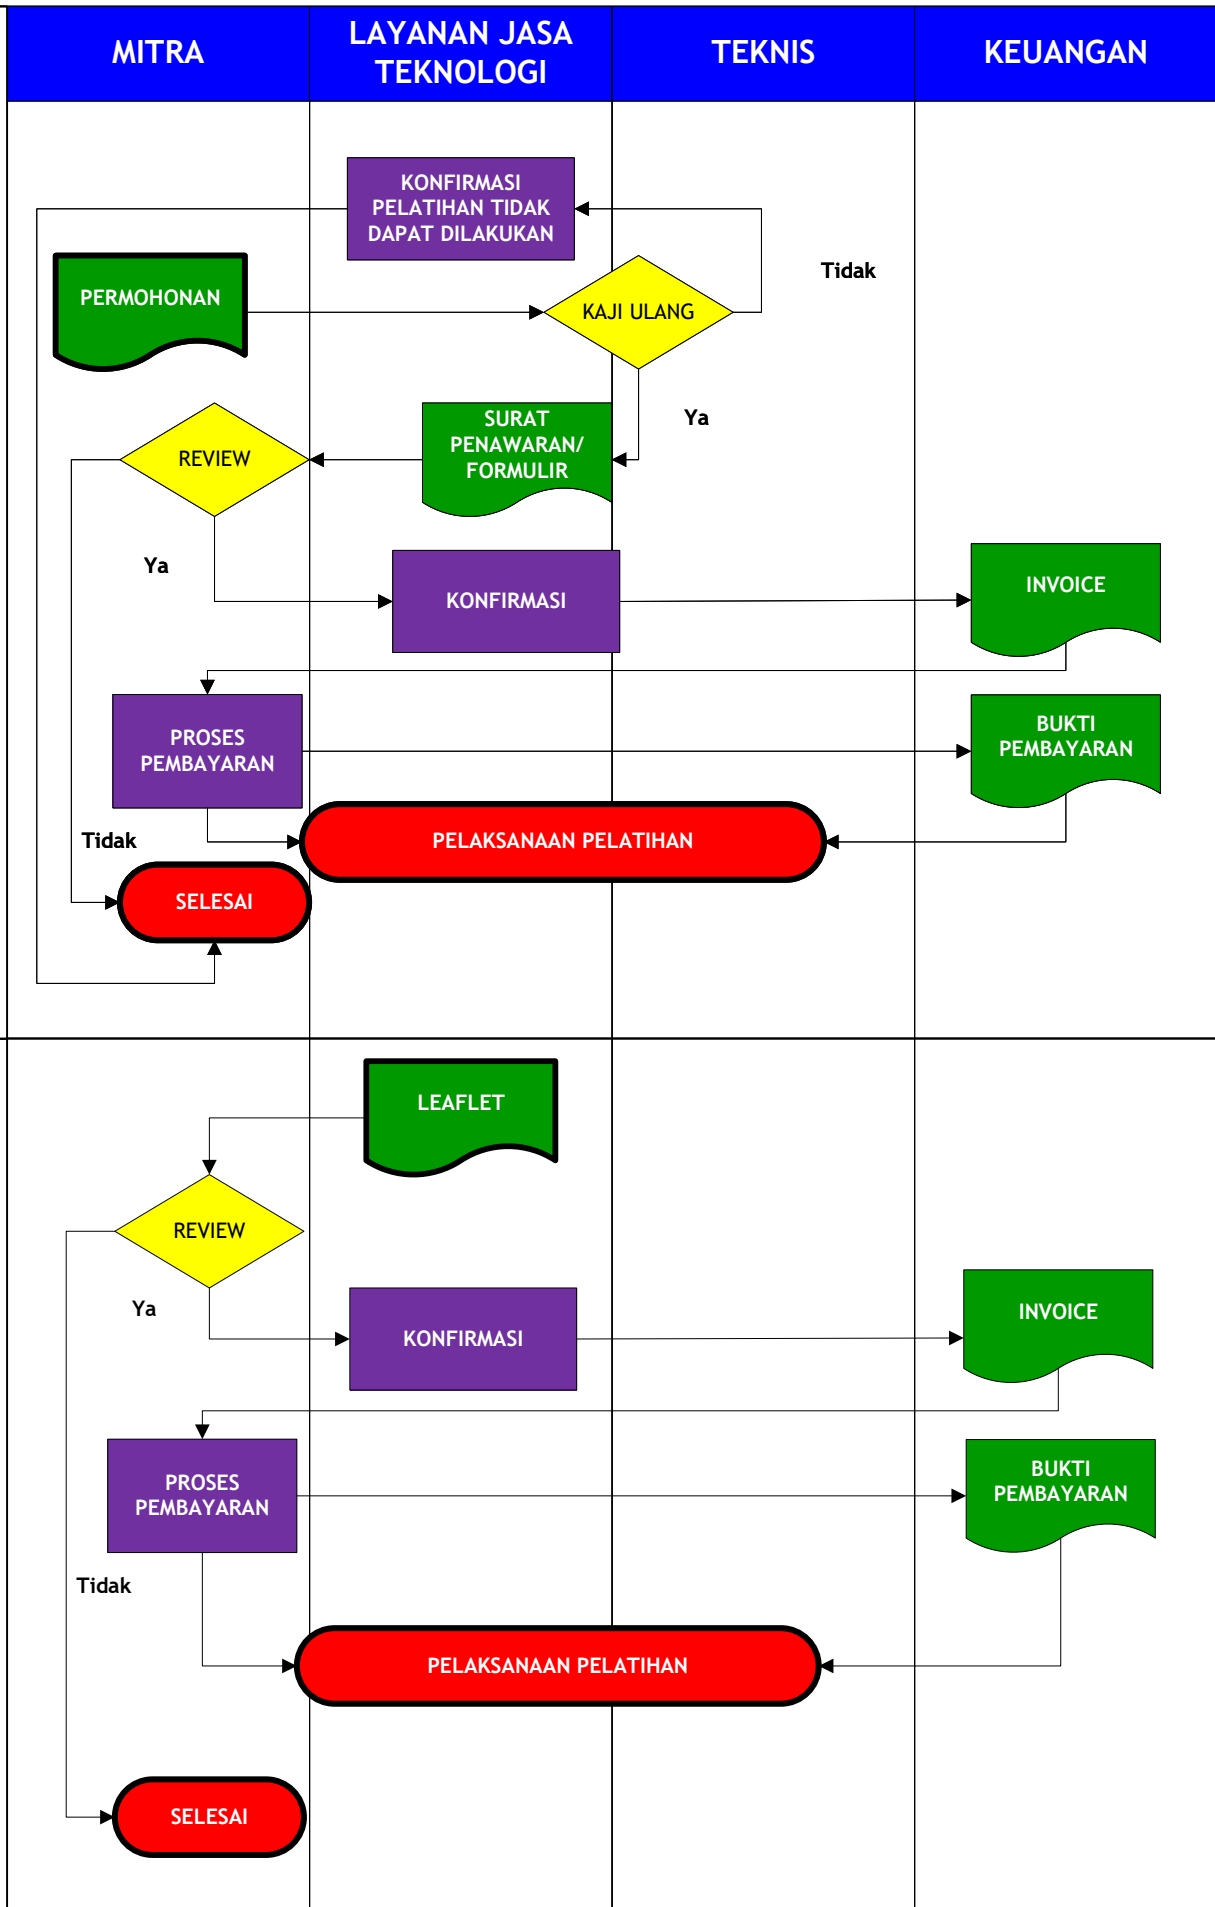 MITRA
LAYANAN JASA
TEKNOLOGI
TEKNIS
KEUANGAN
KONFIRMASI
PELATIHAN TIDAK
DAPAT DILAKUKAN
Tidak
PERMOHONAN
KAJI ULANG
Ya
SURAT
PENAWARAN/
FORMULIR
REVIEW
Ya
KONFIRMASI
INVOICE
PROSES
PEMBAYARAN
BUKTI
PEMBAYARAN
Tidak
PELAKSANAAN PELATIHAN
SELESAI
LEAFLET
REVIEW
Ya
KONFIRMASI
INVOICE
PROSES
PEMBAYARAN
BUKTI
PEMBAYARAN
Tidak
PELAKSANAAN PELATIHAN
SELESAI